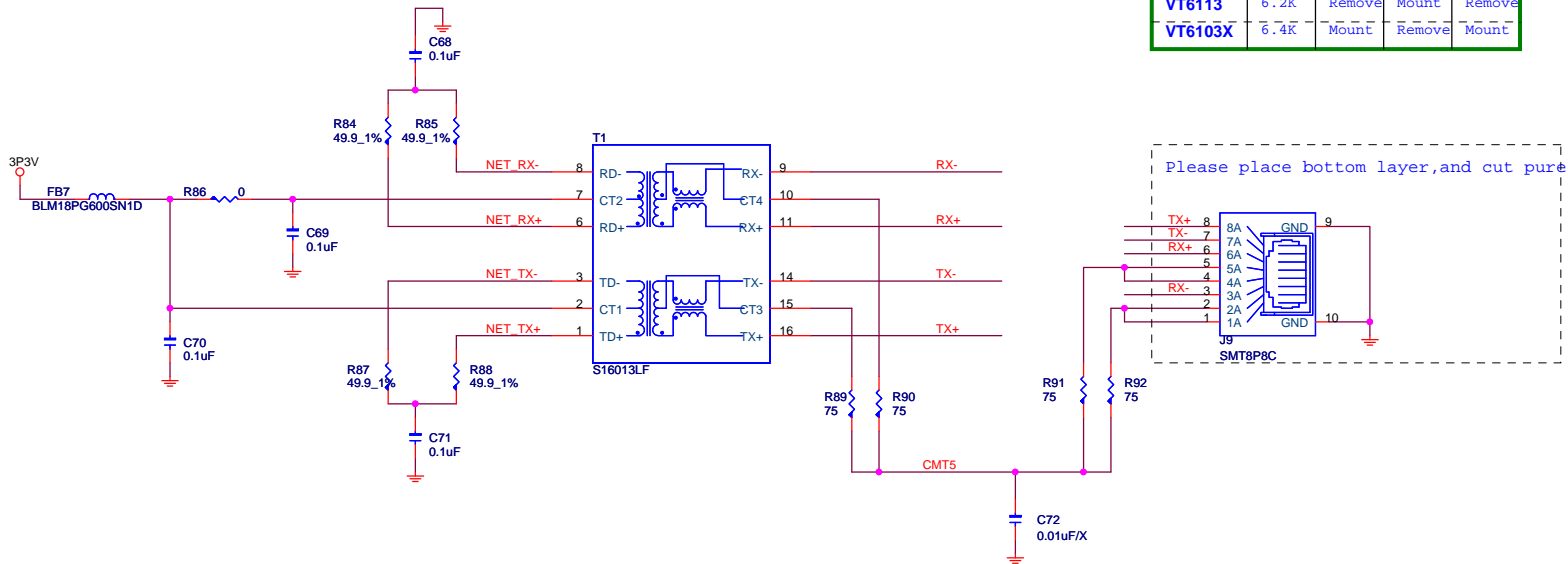 VT6113 6.2K Remove Mount Remove
VT6103X 6.4K Mount Remove Mount
C68
0.1uF
R84
49.9_1%
R85
49.9_1%
3P3V
FB7
BLM18PG600SN1D
R86 0
C69
0.1uF
C70
0.1uF
NET_RX-
NET_RX+
NET_TX-
NET_TX+
R87
49.9_1%
R88
49.9_1%
C71
0.1uF
T1
8 RD- RX- 9
7 CT2 CT4 10
6 RD+ RX+ 11
3 TD- TX- 14
2 CT1 CT3 15
1 TD+ TX+ 16
S16013LF
RX-
RX+
TX-
TX+
R89
75
R90
75
CMT5
C72
0.01uF/X
R91
75
R92
75
Please place bottom layer,and cut pure
TX+ 8 8A GND 9
TX- 7 7A
RX+ 6 6A
5 5A
4 4A
RX- 3 3A
2 2A
1 1A GND 10
J9
SMT8P8C